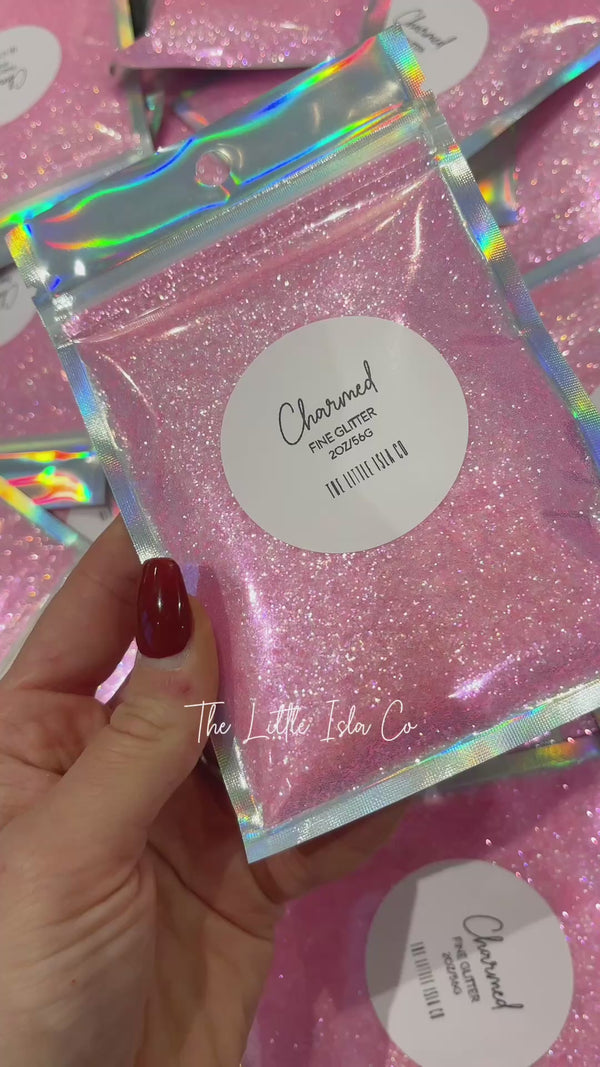 Charmed
Charmed
FINE GLITTER
2OZ/56G
THE LITTLE ISLA CO
The Little Isla Co.
Charmed
FINE GLITTER
2OZ/56G
THE LITTLE ISLA CO